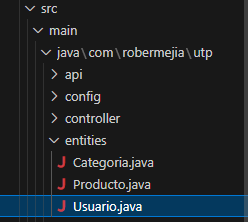 src
main
java\com\robermejia\utp
api
config
controller
entities
Categoria.java
Producto.java
Usuario.java